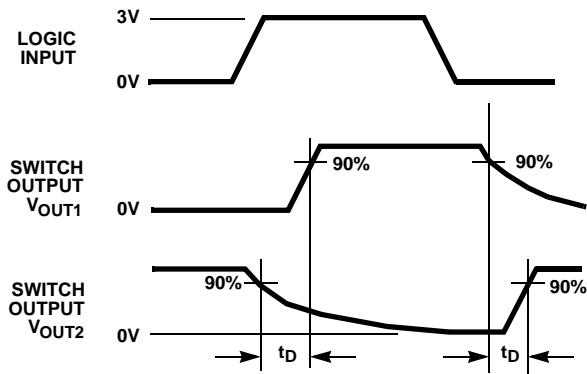 3V
LOGIC
INPUT
0V
SWITCH
OUTPUT
VOUT1
90%
90%
0V
SWITCH
OUTPUT
VOUT2
90%
90%
0V
tD
tD